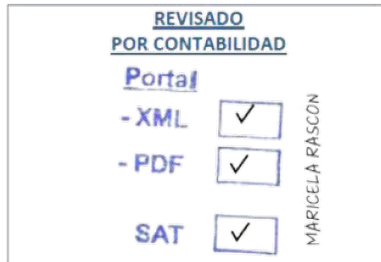 REVISADO
POR CONTABILIDAD
Portal
- XML ✓
- PDF ✓
SAT ✓
MARICELA RASCON